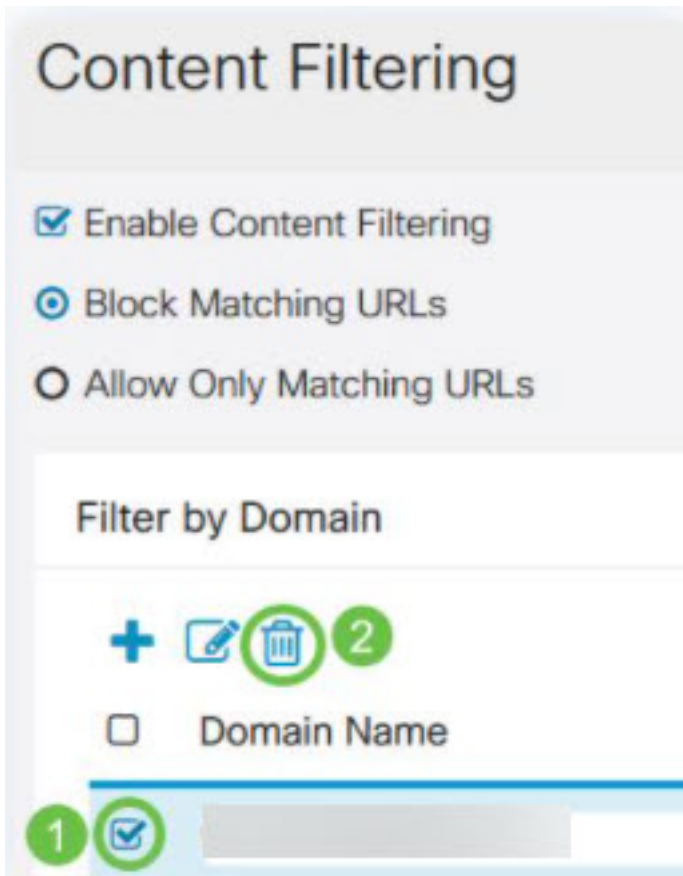 Content Filtering
Enable Content Filtering
Block Matching URLs
Allow Only Matching URLs
Filter by Domain
2
Domain Name
1